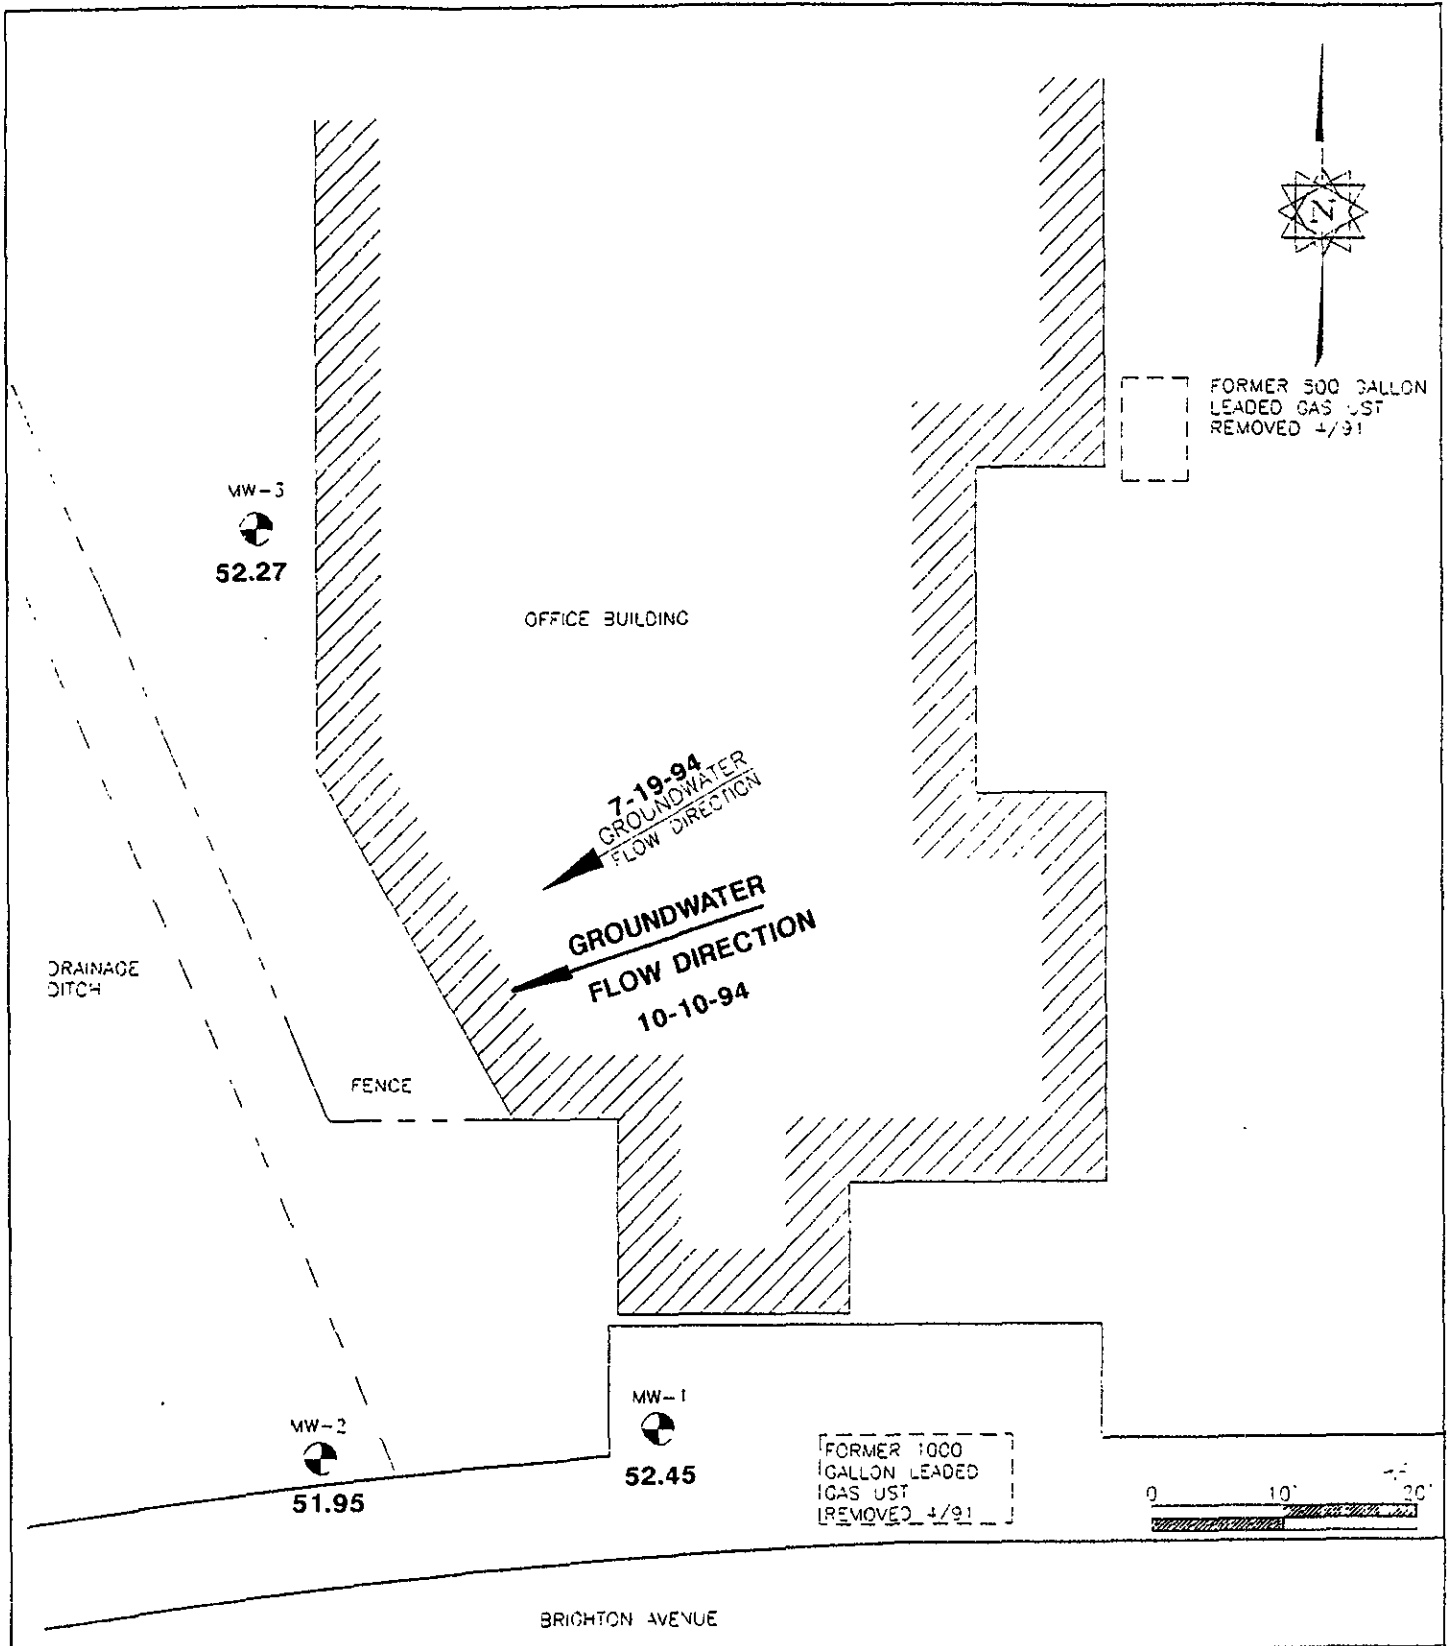 N
FORMER 500 GALLON
LEADED GAS UST
REMOVED 4/91
MW-3
52.27
OFFICE BUILDING
7-19-94
GROUNDWATER
FLOW DIRECTION
GROUNDWATER
FLOW DIRECTION
10-10-94
DRAINAGE
DITCH
FENCE
MW-1
52.45
MW-2
51.95
FORMER 1000
GALLON LEADED
GAS UST
REMOVED 4/91
0 10' 20'
BRIGHTON AVENUE